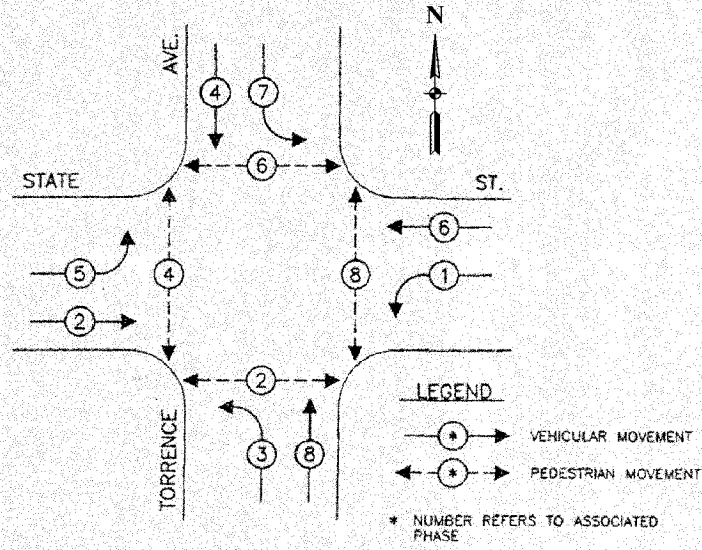 N
AVE.
4
7
6
STATE
ST.
6
5
4
8
1
2
2
LEGEND
TORRENCE
3
8
* VEHICULAR MOVEMENT
* PEDESTRIAN MOVEMENT
* NUMBER REFERS TO ASSOCIATED
PHASE